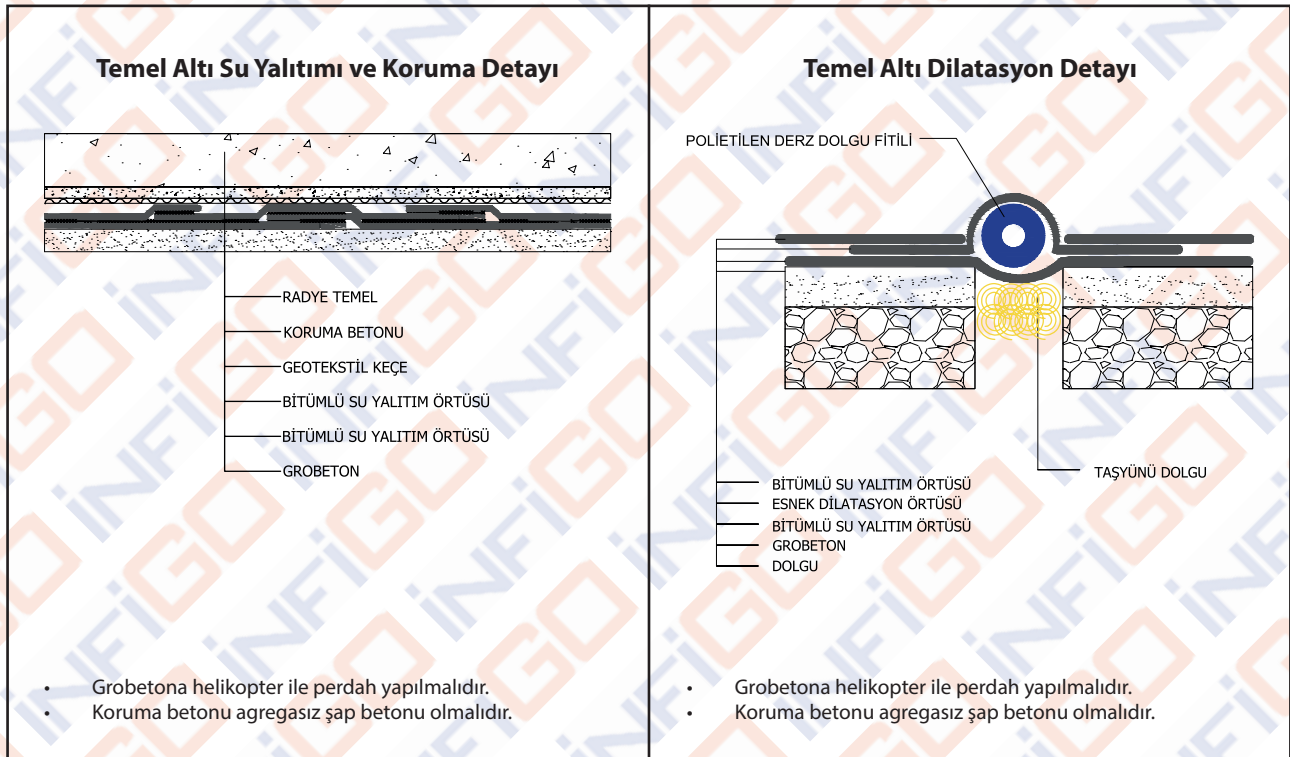 Temel Altı Su Yalıtımı ve Koruma Detayı
RADYE TEMEL
KORUMA BETONU
GEOTEKSTİL KEÇE
BİTÜMLÜ SU YALITIM ÖRTÜSÜ
BİTÜMLÜ SU YALITIM ÖRTÜSÜ
GROBETON
• Grobetona helikopter ile perdah yapılmalıdır.
• Koruma betonu agregasız şap betonu olmalıdır.
Temel Altı Dilatasyon Detayı
POLİETİLEN DERZ DOLGU FİTİLİ
TAŞYÜNÜ DOLGU
BİTÜMLÜ SU YALITIM ÖRTÜSÜ
ESNEK DİLATASYON ÖRTÜSÜ
BİTÜMLÜ SU YALITIM ÖRTÜSÜ
GROBETON
DOLGU
• Grobetona helikopter ile perdah yapılmalıdır.
• Koruma betonu agregasız şap betonu olmalıdır.
İNFİGO